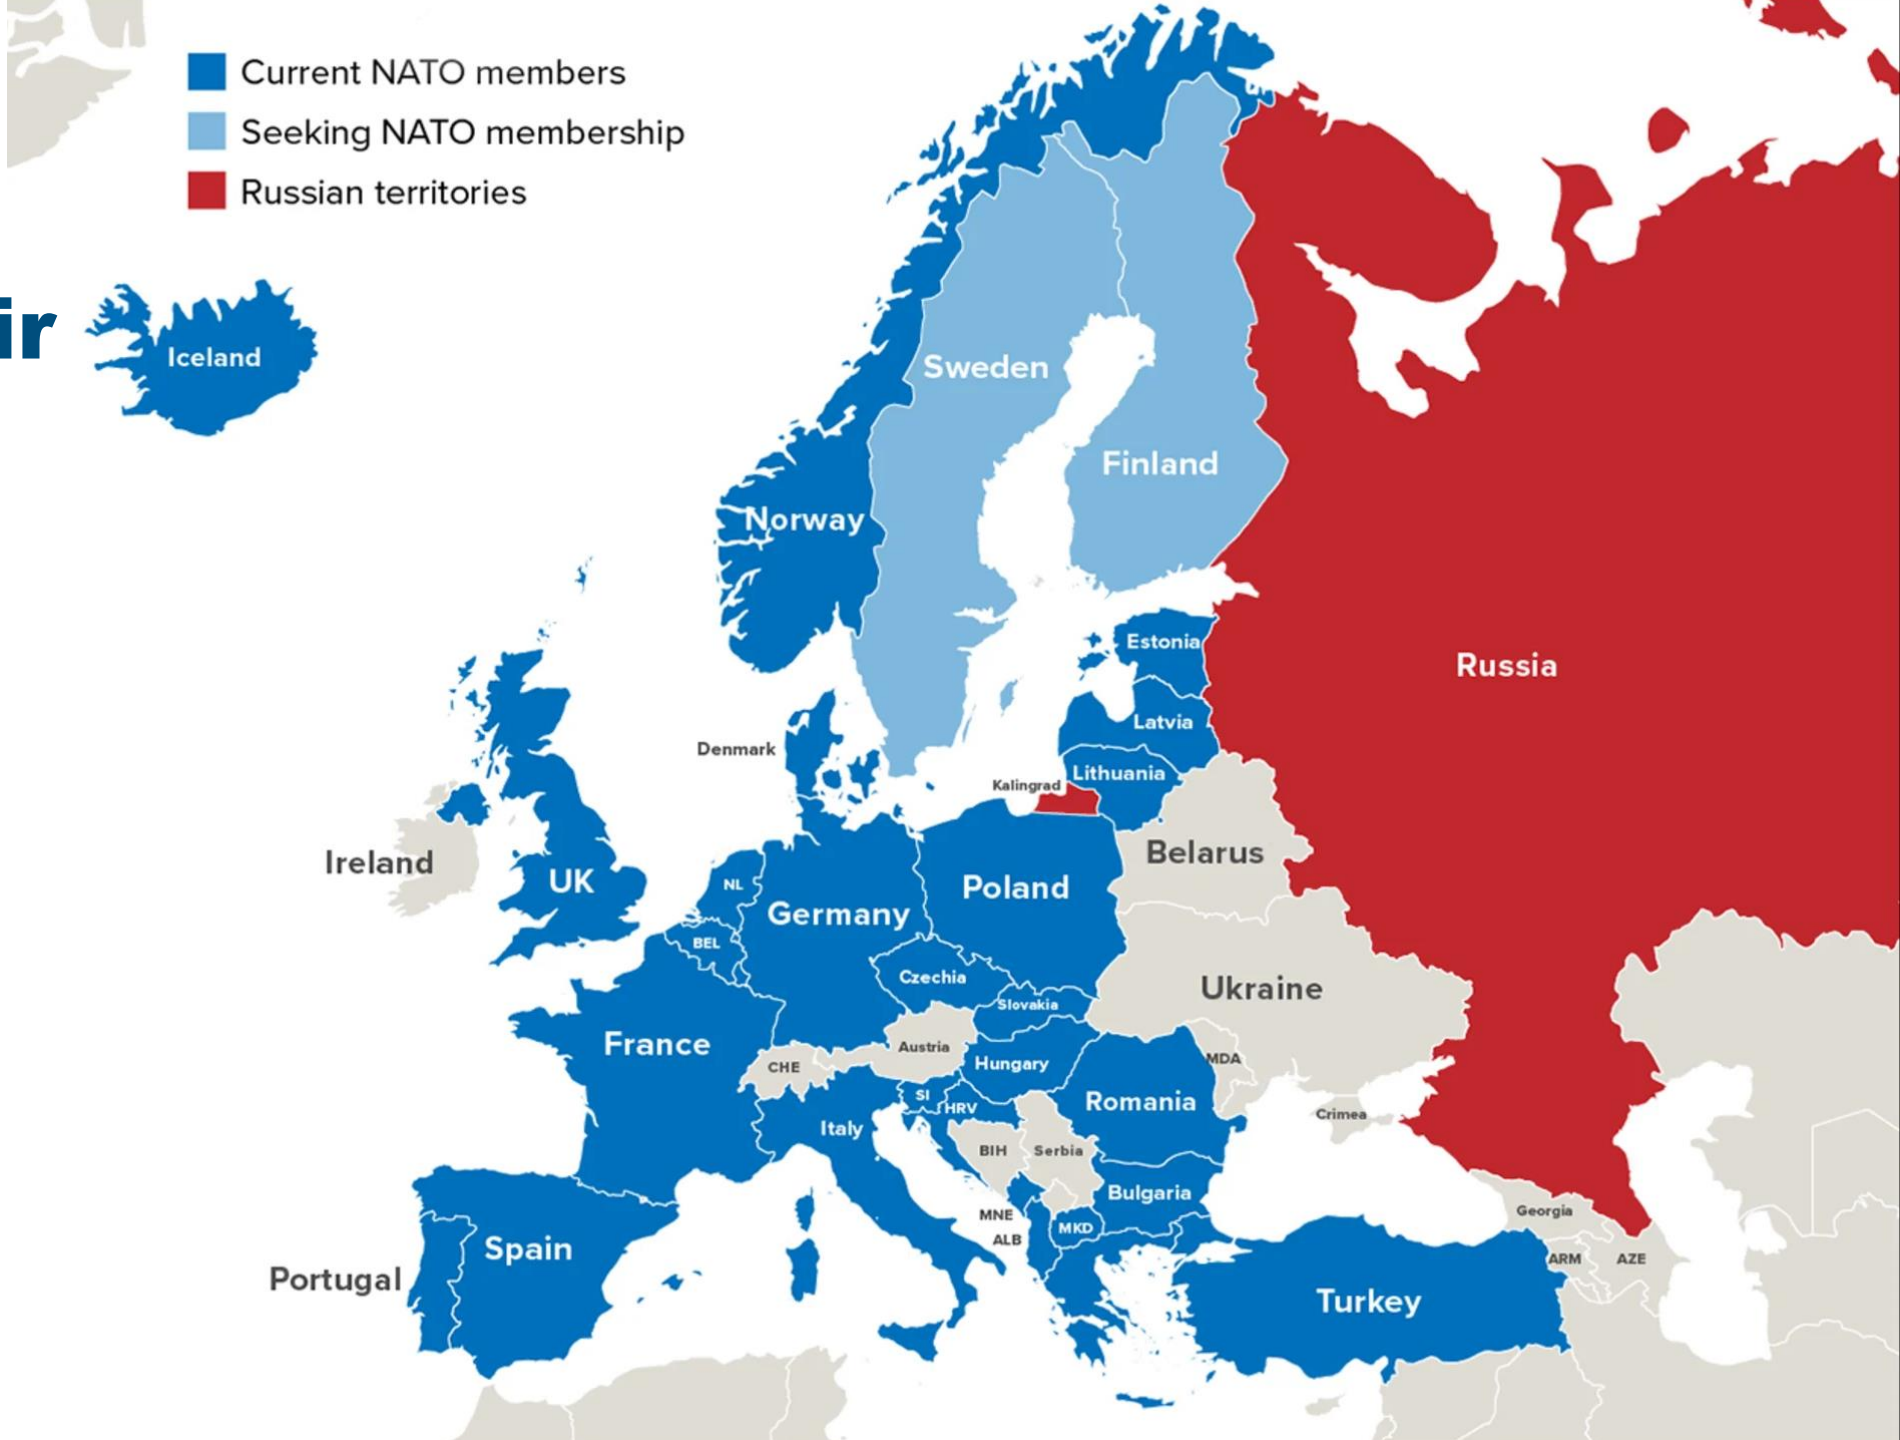 Current NATO members
Seeking NATO membership
Russian territories
ir
Iceland
Sweden
Finland
Norway
Russia
Estonia
Latvia
Denmark
Lithuania
Kalingrad
Belarus
Ireland
UK
NL
Poland
Germany
BEL
Czechia
Ukraine
Slovakia
France
Austria
MDA
CHE
Hungary
SI
Romania
HRV
Crimea
Italy
BIH
Serbia
Bulgaria
Georgia
MNE
MKD
ALB
Spain
ARM
AZE
Portugal
Turkey